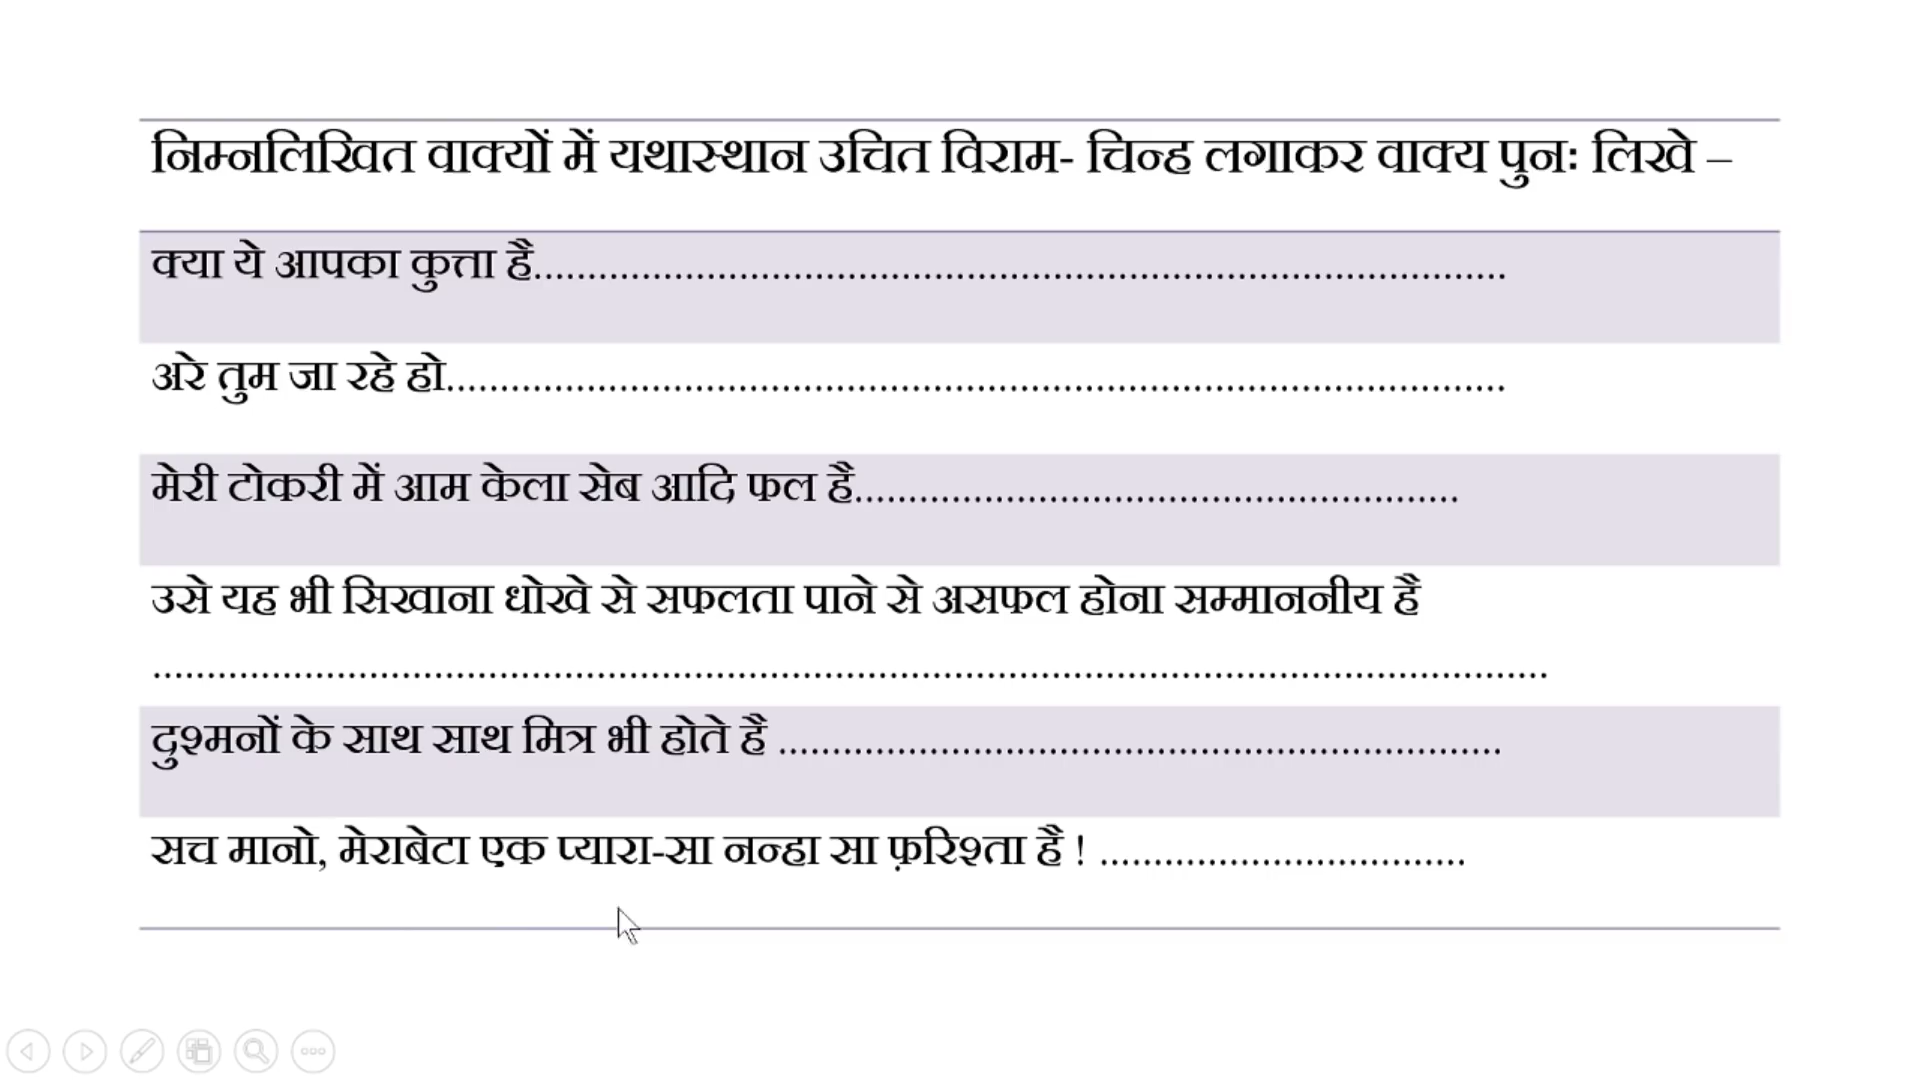 निम्नलिखित वाक्यों में यथास्थान उचित विराम- चिन्ह लगाकर वाक्य पुनः लिखे –
क्या ये आपका कुत्ता है..........................................................................................
अरे तुम जा रहे हो..................................................................................................
मेरी टोकरी में आम केला सेब आदि फल हैं........................................................
उसे यह भी सिखाना धोखे से सफलता पाने से असफल होना सम्माननीय है
.................................................................................................................................
दुश्मनों के साथ साथ मित्र भी होते हैं ...................................................................
सच मानो, मेराबेटा एक प्यारा-सा नन्हा सा फ़रिश्ता है ! ..................................